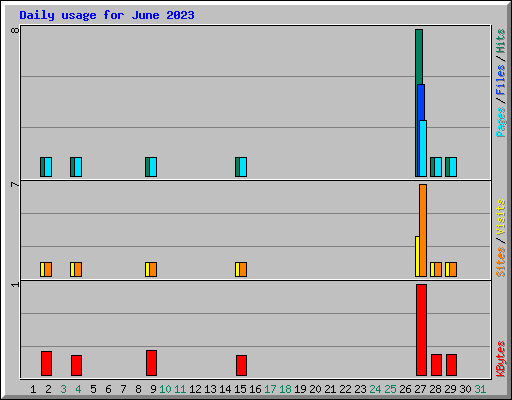 Daily usage for June 2023
8
Pages / Files / Hits
7
Sites / Visits
1
KBytes
1 2 3 4 5 6 7 8 9 10 11 12 13 14 15 16 17 18 19 20 21 22 23 24 25 26 27 28 29 30 31